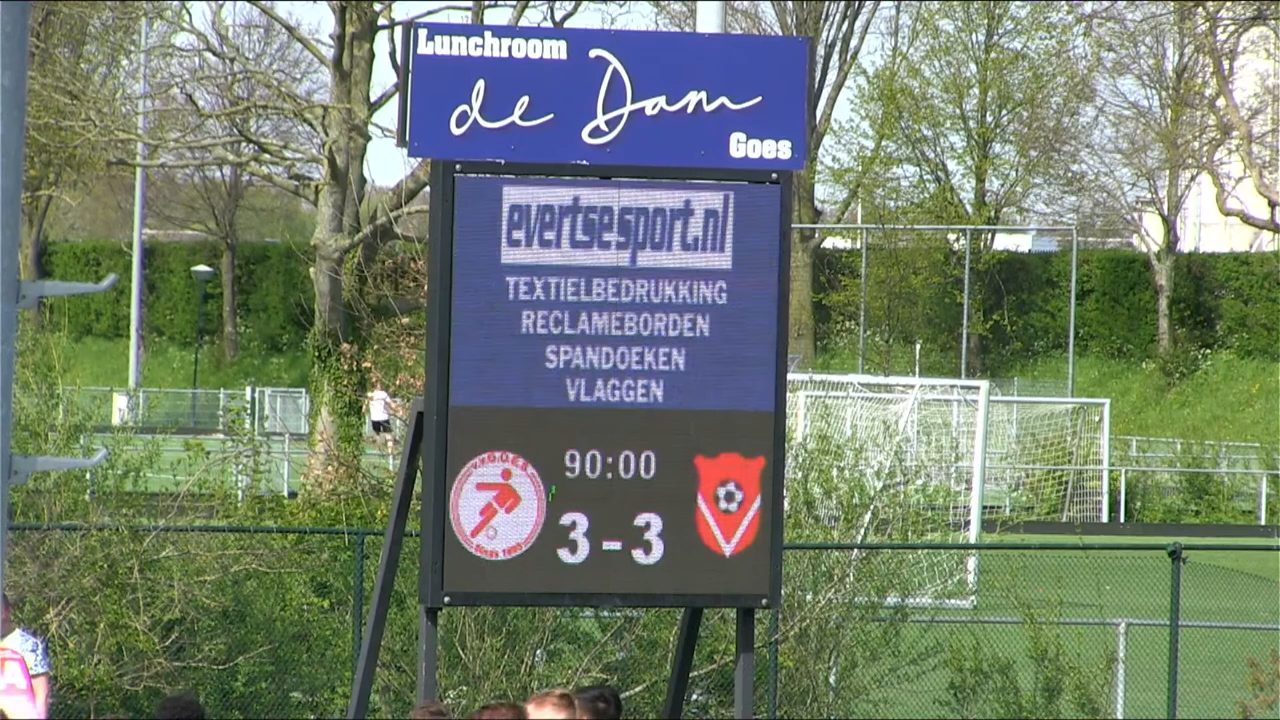 Lunchroom
de Dam
Goes
evertsesport.nl
TEXTIELBEDRUKKING
RECLAMEBORDEN
SPANDOEKEN
VLAGGEN
90:00
3-3